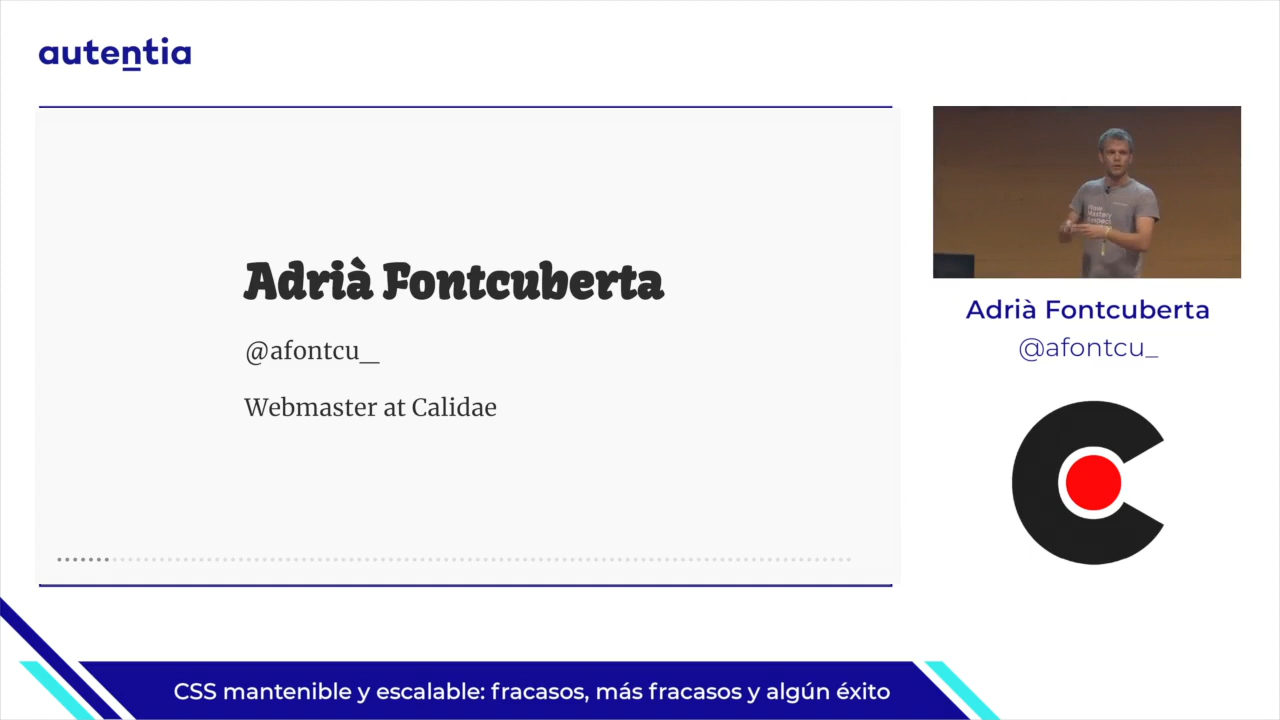 autentia
Adrià Fontcuberta
@afontcu_
Webmaster at Calidae
Adrià Fontcuberta
@afontcu_
CSS mantenible y escalable: fracasos, más fracasos y algún éxito